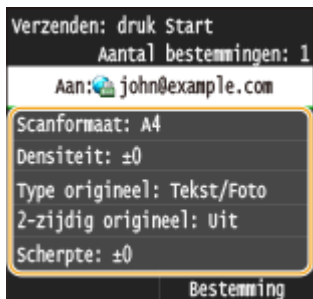 Verzenden: druk Start
Aantal bestemmingen: 1
Aan: john@example.com
Scanformaat: A4
Densiteit: ±0
Type origineel: Tekst/Foto
2-zijdig origineel: Uit
Scherpte: ±0
Bestemming